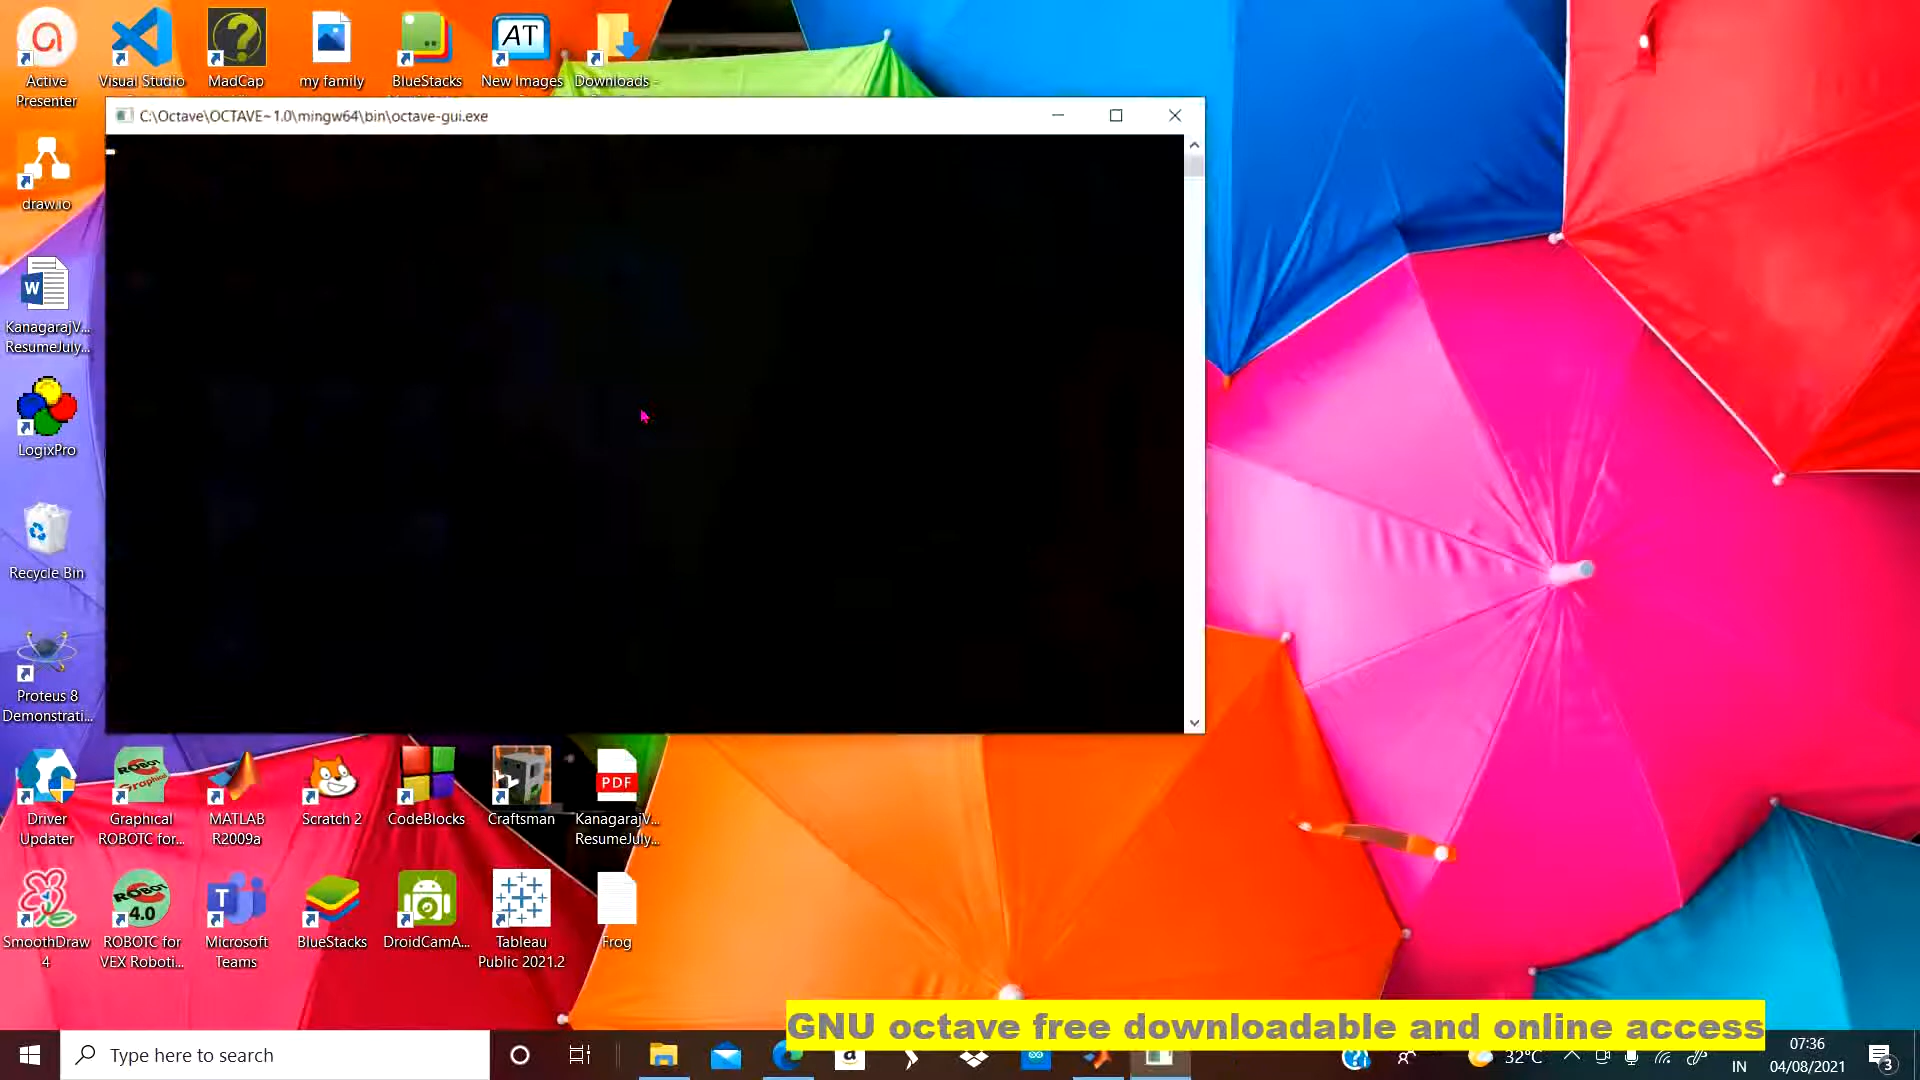 Active
Presenter
Visual Studio
MadCap
my family
BlueStacks
AT
New Images
Downloads -
C:\Octave\OCTAVE~1.0\mingw64\bin\octave-gui.exe
draw.io
W
KanagarajV...
ResumeJuly...
LogixPro
Recycle Bin
Proteus 8
Demonstrati...
Driver
Updater
ROBOT
Graphical
Graphical
ROBOTC for...
MATLAB
R2009a
Scratch 2
CodeBlocks
Craftsman
PDF
KanagarajV...
ResumeJuly...
SmoothDraw
4
ROBOT
4.0
ROBOTC for
VEX Roboti...
T
Microsoft
Teams
BlueStacks
DroidCamA...
Tableau
Public 2021.2
Frog
GNU octave free downloadable and online access
Type here to search
a
32°C
IN
07:36
04/08/2021
3